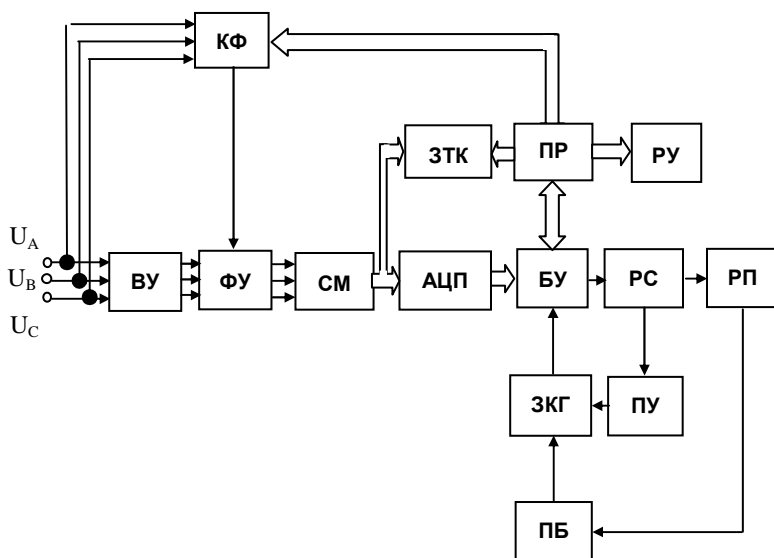 КФ
ЗТК
ПР
РУ
U_A
U_B
U_C
ВУ
ФУ
СМ
АЦП
БУ
РС
РП
ЗКГ
ПУ
ПБ